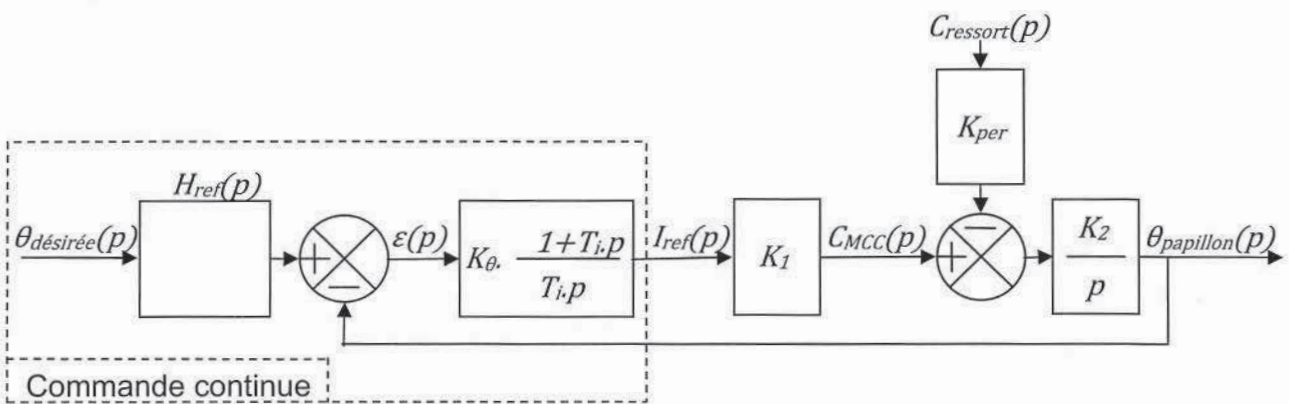 Cressort(p)
Kper
Href(p)
θdésirée(p)
+
−
ε(p)
Kθ. 1+Ti.p
Ti.p
Iref(p)
K1
CMCC(p)
+
−
K2
p
θpapillon(p)
Commande continue